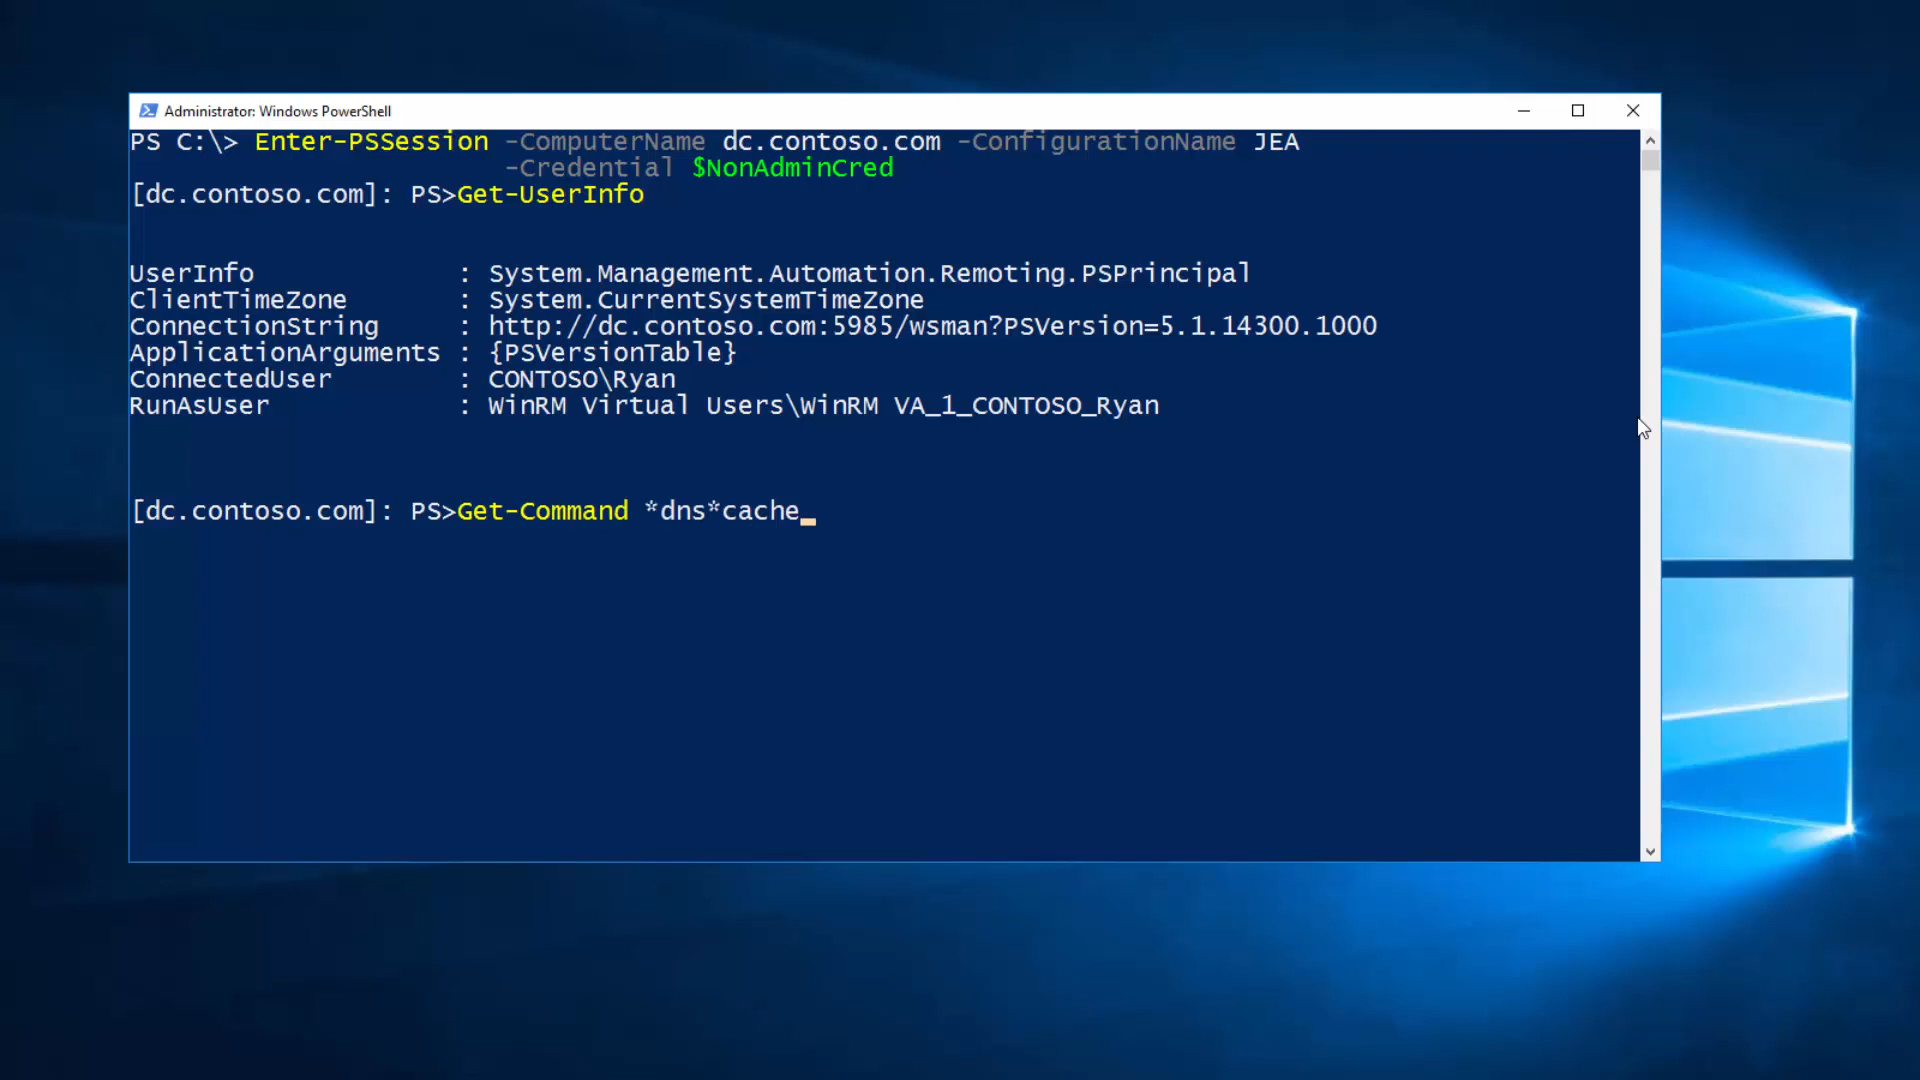 Administrator: Windows PowerShell
PS C:\> Enter-PSSession -ComputerName dc.contoso.com -ConfigurationName JEA
-Credential $NonAdminCred
[dc.contoso.com]: PS>Get-UserInfo
UserInfo : System.Management.Automation.Remoting.PSPrincipal
ClientTimeZone : System.CurrentSystemTimeZone
ConnectionString : http://dc.contoso.com:5985/wsman?PSVersion=5.1.14300.1000
ApplicationArguments : {PSVersionTable}
ConnectedUser : CONTOSO\Ryan
RunAsUser : WinRM Virtual Users\WinRM VA_1_CONTOSO_Ryan
[dc.contoso.com]: PS>Get-Command *dns*cache